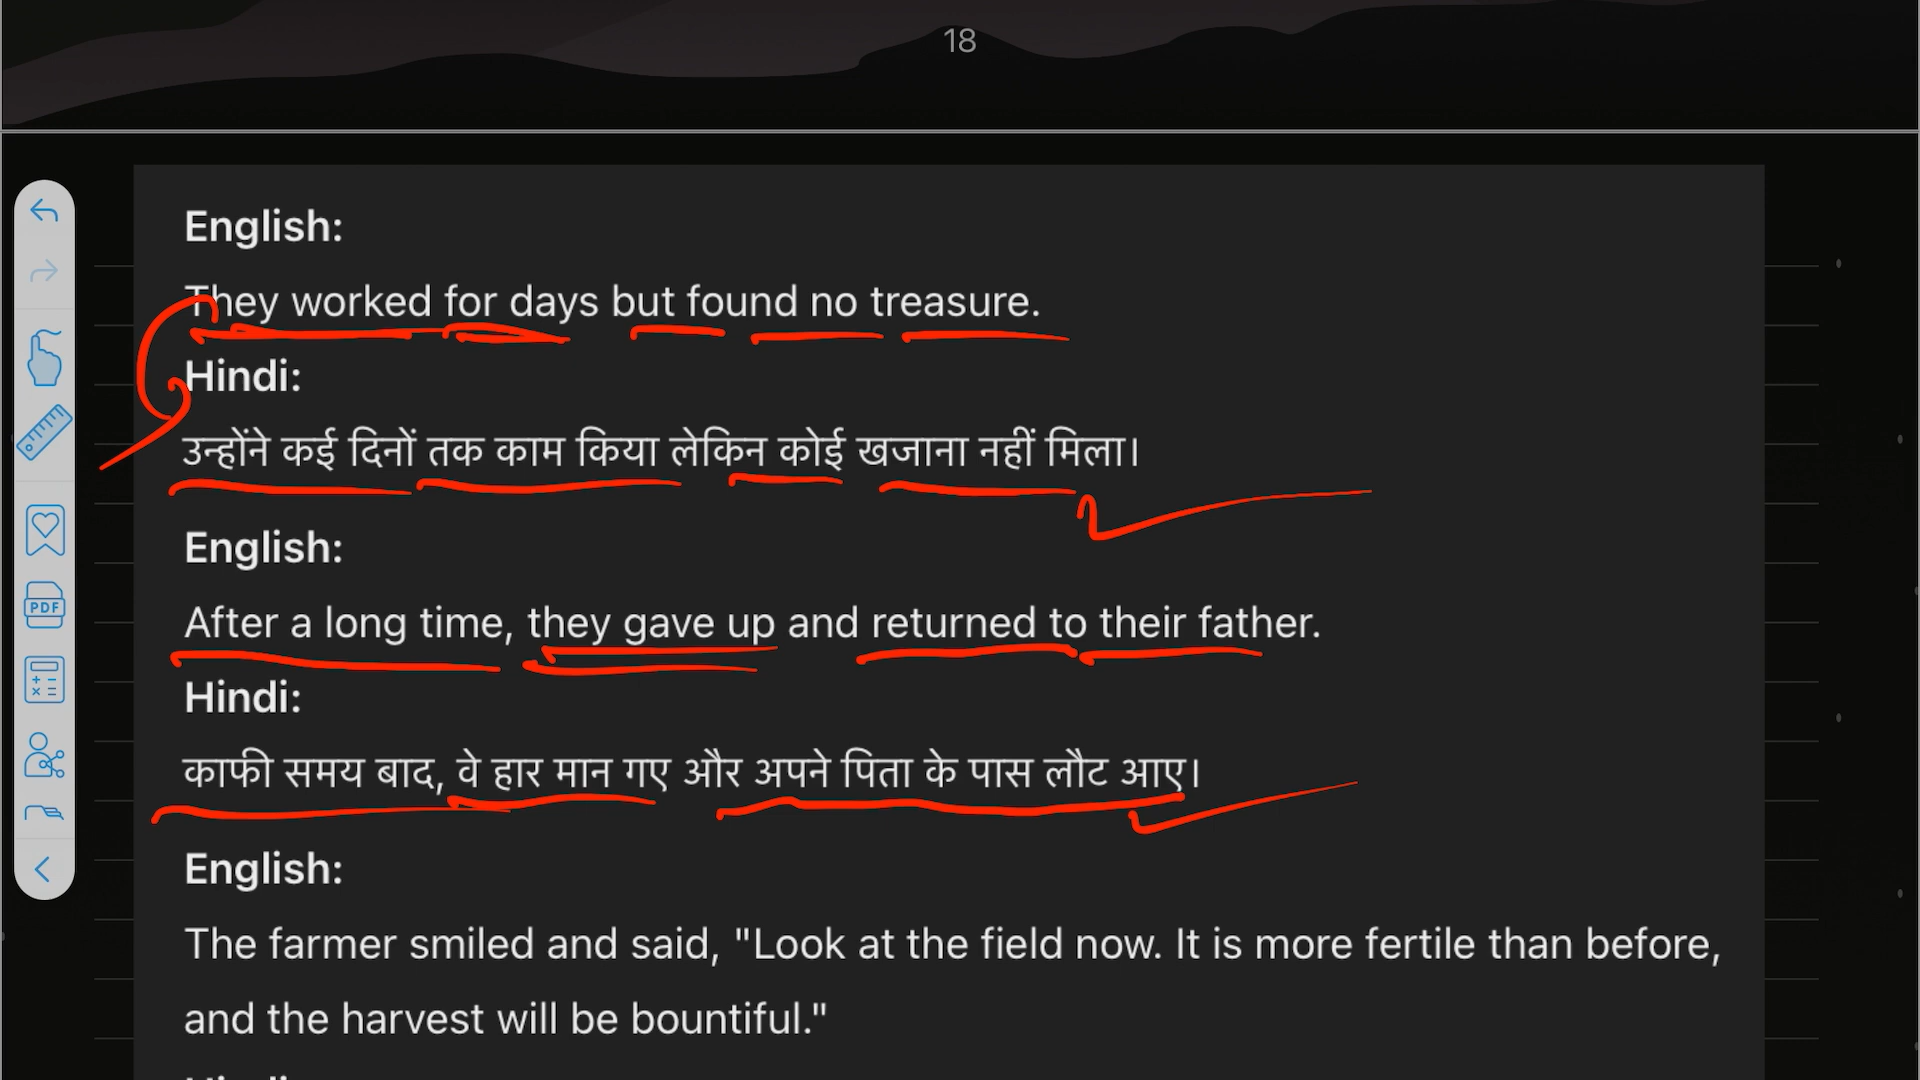 18
English:
They worked for days but found no treasure.
Hindi:
उन्होंने कई दिनों तक काम किया लेकिन कोई खजाना नहीं मिला।
English:
After a long time, they gave up and returned to their father.
Hindi:
काफी समय बाद, वे हार मान गए और अपने पिता के पास लौट आए।
English:
The farmer smiled and said, "Look at the field now. It is more fertile than before,
and the harvest will be bountiful."
PDF